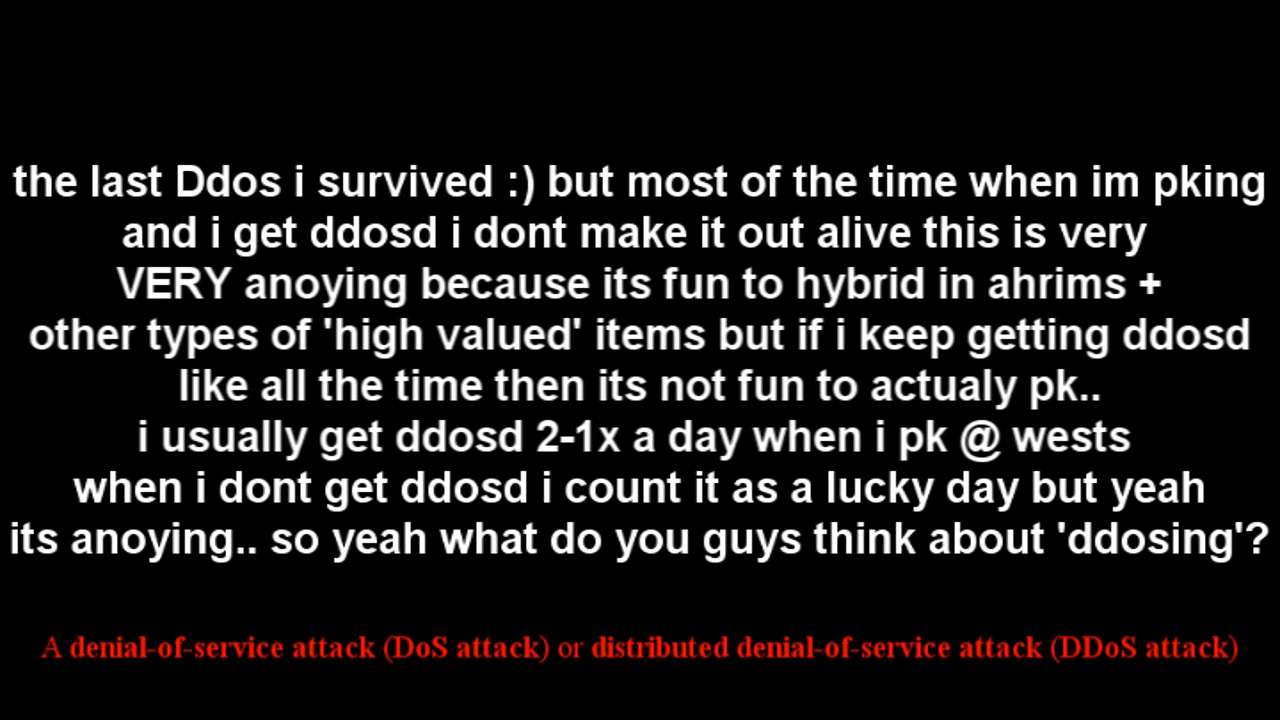 the last Ddos i survived :) but most of the time when im pking
and i get ddosd i dont make it out alive this is very
VERY anoying because its fun to hybrid in ahrims +
other types of 'high valued' items but if i keep getting ddosd
like all the time then its not fun to actualy pk..
i usually get ddosd 2-1x a day when i pk @ wests
when i dont get ddosd i count it as a lucky day but yeah
its anoying.. so yeah what do you guys think about 'ddosing'?
A denial-of-service attack (DoS attack) or distributed denial-of-service attack (DDoS attack)